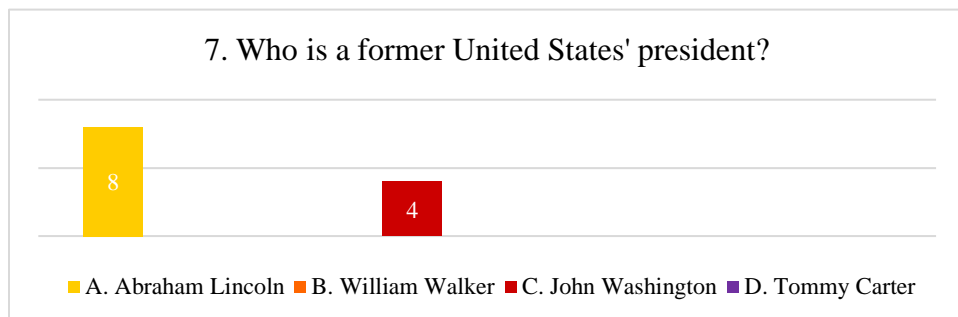 7. Who is a former United States' president?
8
4
A. Abraham Lincoln B. William Walker C. John Washington D. Tommy Carter